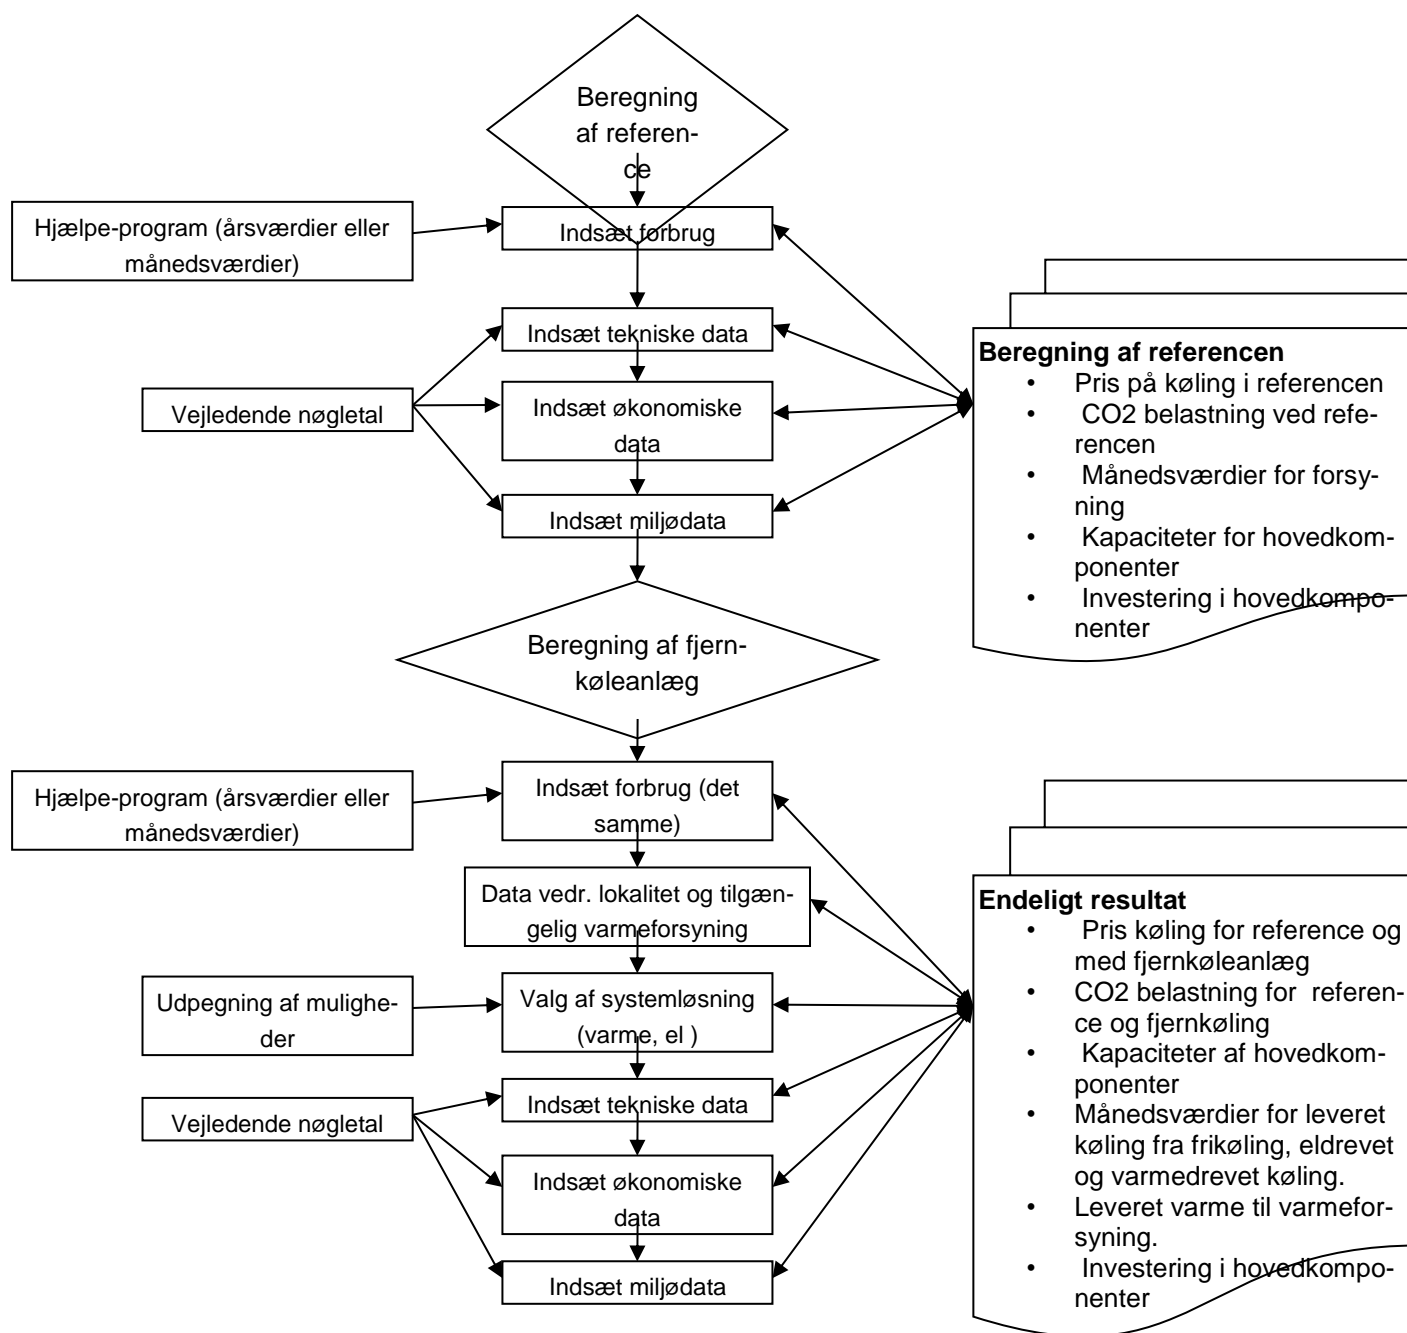 Beregning
af referen-
ce
Hjælpe-program (årsværdier eller
månedsværdier)
Indsæt forbrug
Indsæt tekniske data
Vejledende nøgletal
Indsæt økonomiske
data
Indsæt miljødata
Beregning af referencen
• Pris på køling i referencen
• CO2 belastning ved refe-
rencen
• Månedsværdier for forsy-
ning
• Kapaciteter for hovedkom-
ponenter
• Investering i hovedkompo-
nenter
Beregning af fjern-
køleanlæg
Hjælpe-program (årsværdier eller
månedsværdier)
Indsæt forbrug (det
samme)
Data vedr. lokalitet og tilgæn-
gelig varmeforsyning
Udpegning af mulighe-
der
Valg af systemløsning
(varme, el )
Vejledende nøgletal
Indsæt tekniske data
Indsæt økonomiske
data
Indsæt miljødata
Endeligt resultat
• Pris køling for reference og
med fjernkøleanlæg
• CO2 belastning for referen-
ce og fjernkøling
• Kapaciteter af hovedkom-
ponenter
• Månedsværdier for leveret
køling fra frikøling, eldrevet
og varmedrevet køling.
• Leveret varme til varmefor-
syning.
• Investering i hovedkompo-
nenter